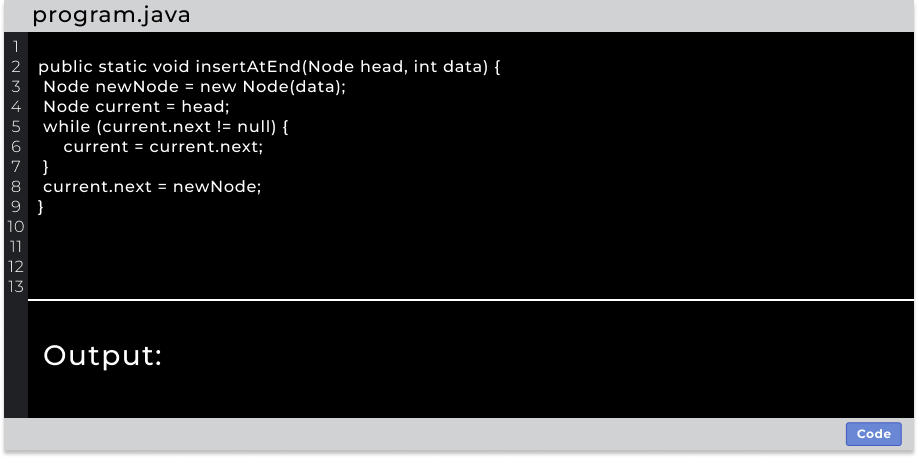 program.java
1
2 public static void insertAtEnd(Node head, int data) {
3 Node newNode = new Node(data);
4 Node current = head;
5 while (current.next != null) {
6 current = current.next;
7 }
8 current.next = newNode;
9 }
10
11
12
13
Output:
Code